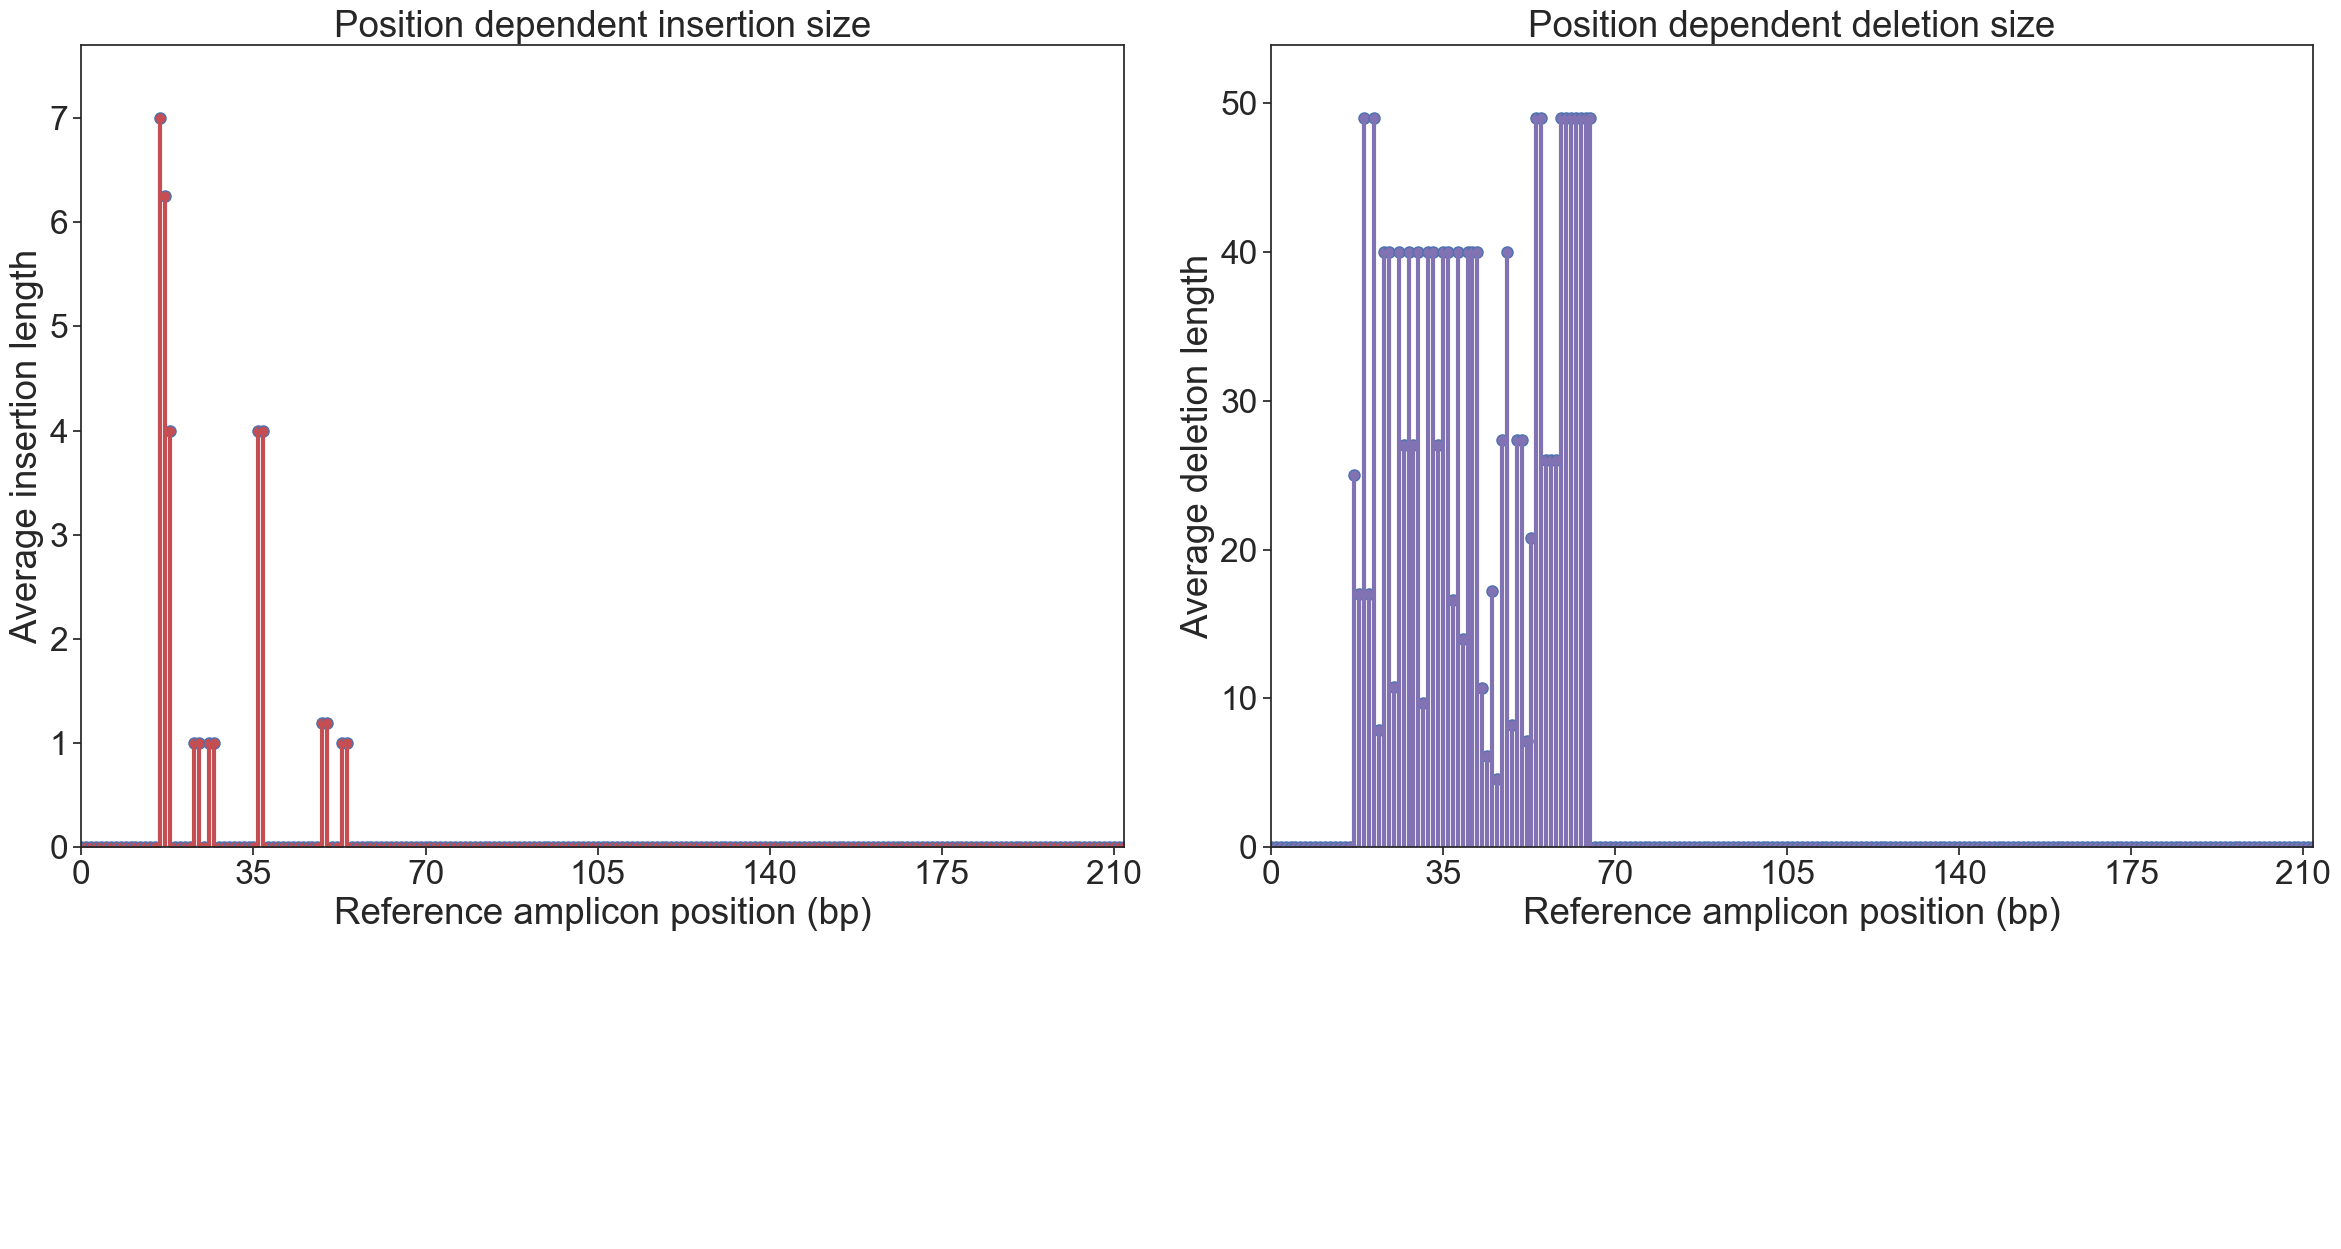 Position dependent insertion size
Average insertion length
7
6
5
4
3
2
1
0
0 35 70 105 140 175 210
Reference amplicon position (bp)
Position dependent deletion size
Average deletion length
50
40
30
20
10
0
0 35 70 105 140 175 210
Reference amplicon position (bp)